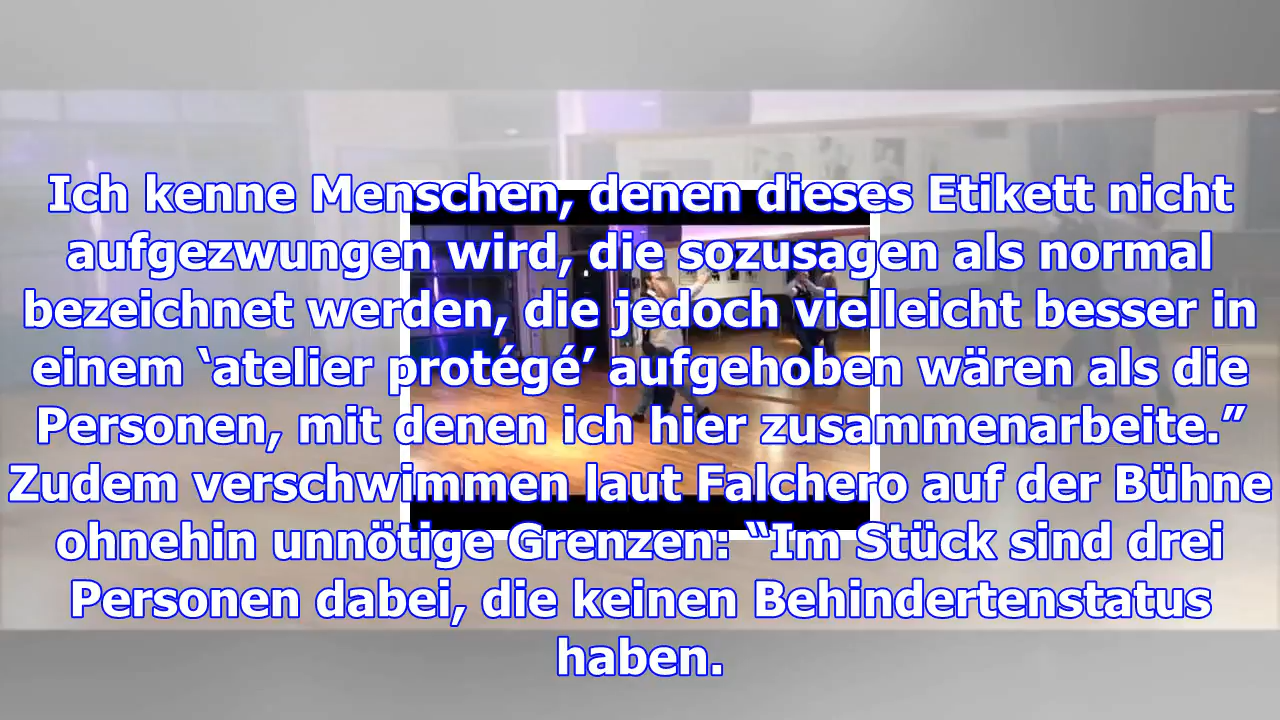 Ich kenne Menschen, denen dieses Etikett nicht
aufgezwungen wird, die sozusagen als normal
bezeichnet werden, die jedoch vielleicht besser in
einem ‘atelier protégé’ aufgehoben wären als die
Personen, mit denen ich hier zusammenarbeite.”
Zudem verschwimmen laut Falchero auf der Bühne
ohnehin unnötige Grenzen: “Im Stück sind drei
Personen dabei, die keinen Behindertenstatus
haben.